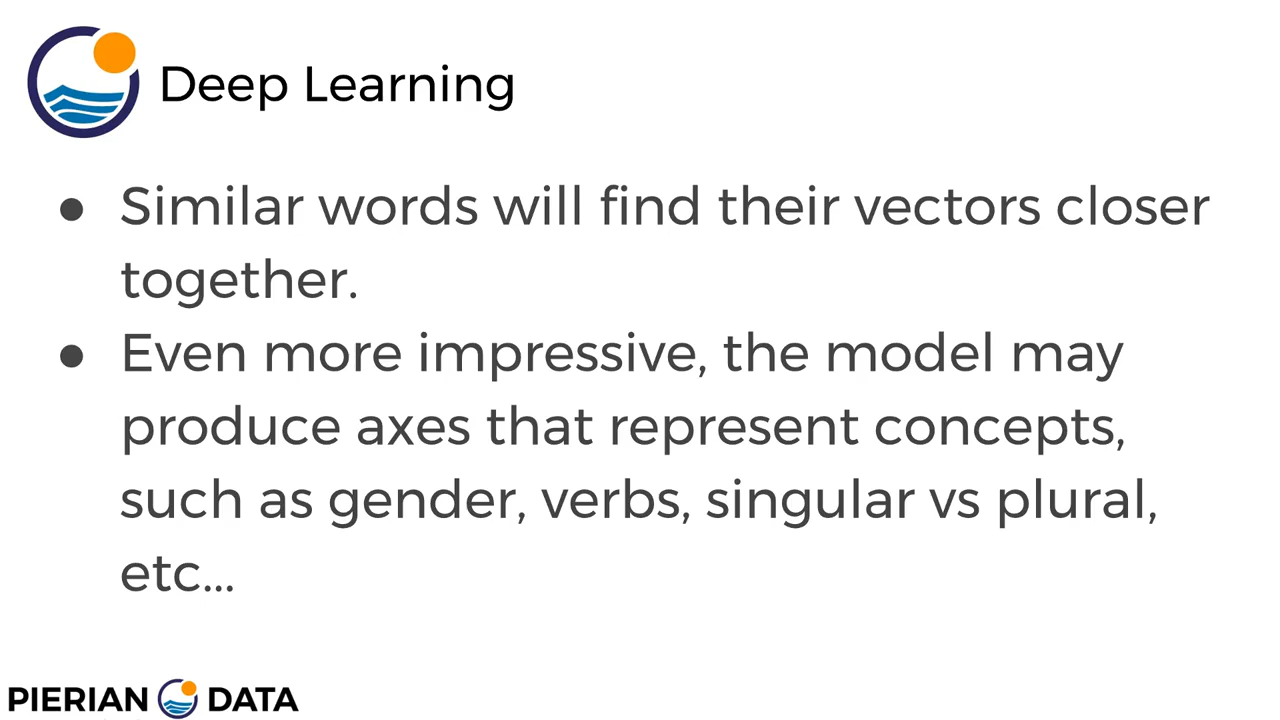 Deep Learning
● Similar words will find their vectors closer
together.
● Even more impressive, the model may
produce axes that represent concepts,
such as gender, verbs, singular vs plural,
etc…
PIERIAN DATA